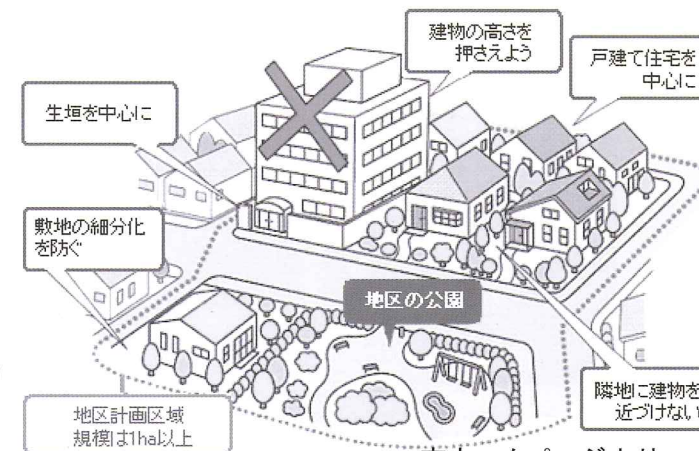 建物の高さを
押さえよう
戸建て住宅を
中心に
生垣を中心に
敷地の細分化
を防ぐ
地区の公園
隣地に建物を
近づけない
地区計画区域
規模は1ha以上